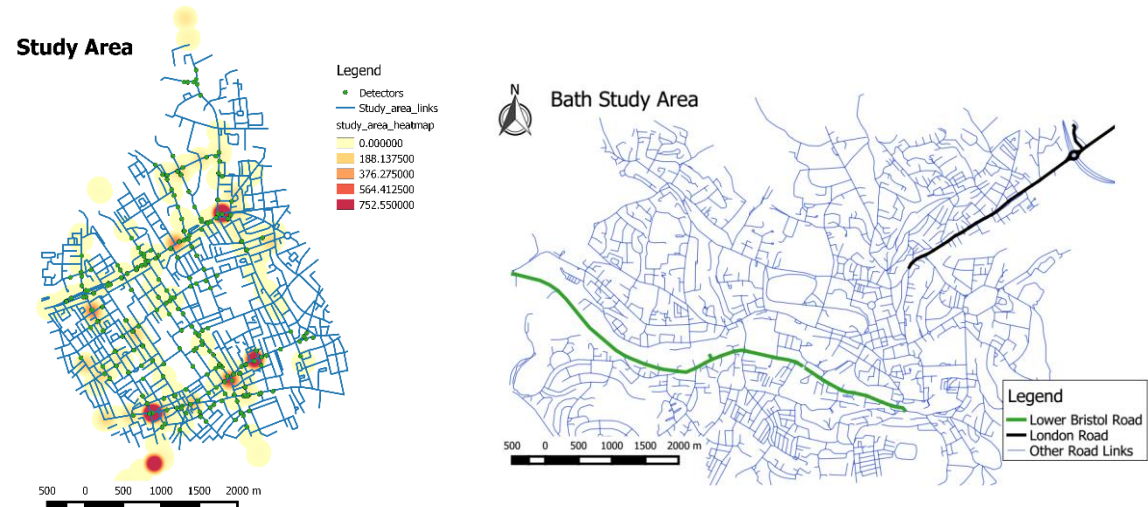 Study Area
Legend
Detectors
Study_area_links
study_area_heatmap
0.000000
188.137500
376.275000
564.412500
752.550000
500 0 500 1000 1500 2000 m
N
Bath Study Area
Legend
Lower Bristol Road
London Road
Other Road Links
500 0 500 1000 1500 2000 m